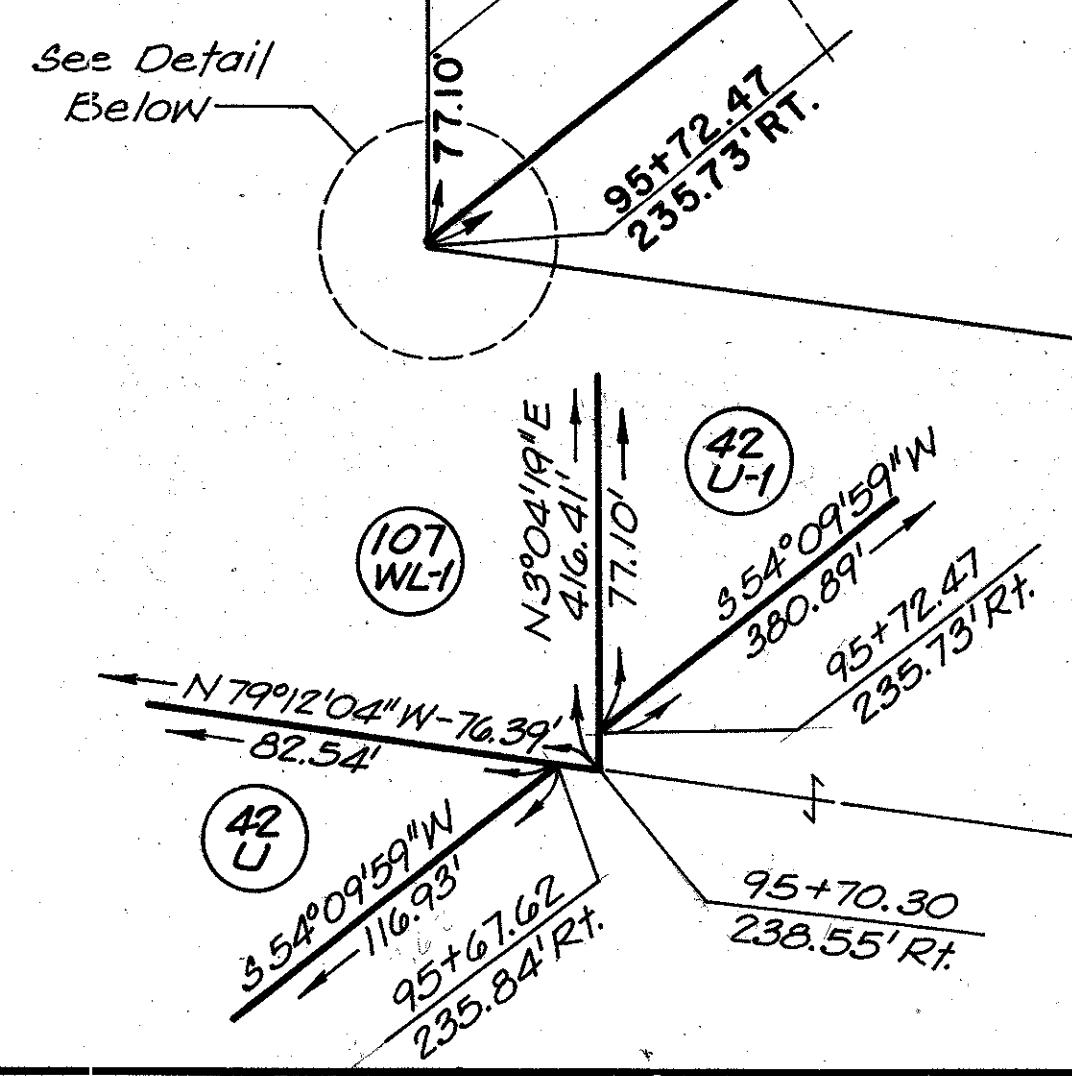 See Detail
Below
77.10'
95+72.47
235.73' RT.
N3°04'19"E
416.41'
77.10'
42
U-1
107
WL-1
S54°09'59"W
380.89'
95+72.47
235.73' Rt.
N79°12'04"W-76.39'
82.54'
42
U
S54°09'59"W
116.93'
95+67.62
235.84' Rt.
95+70.30
238.55' Rt.